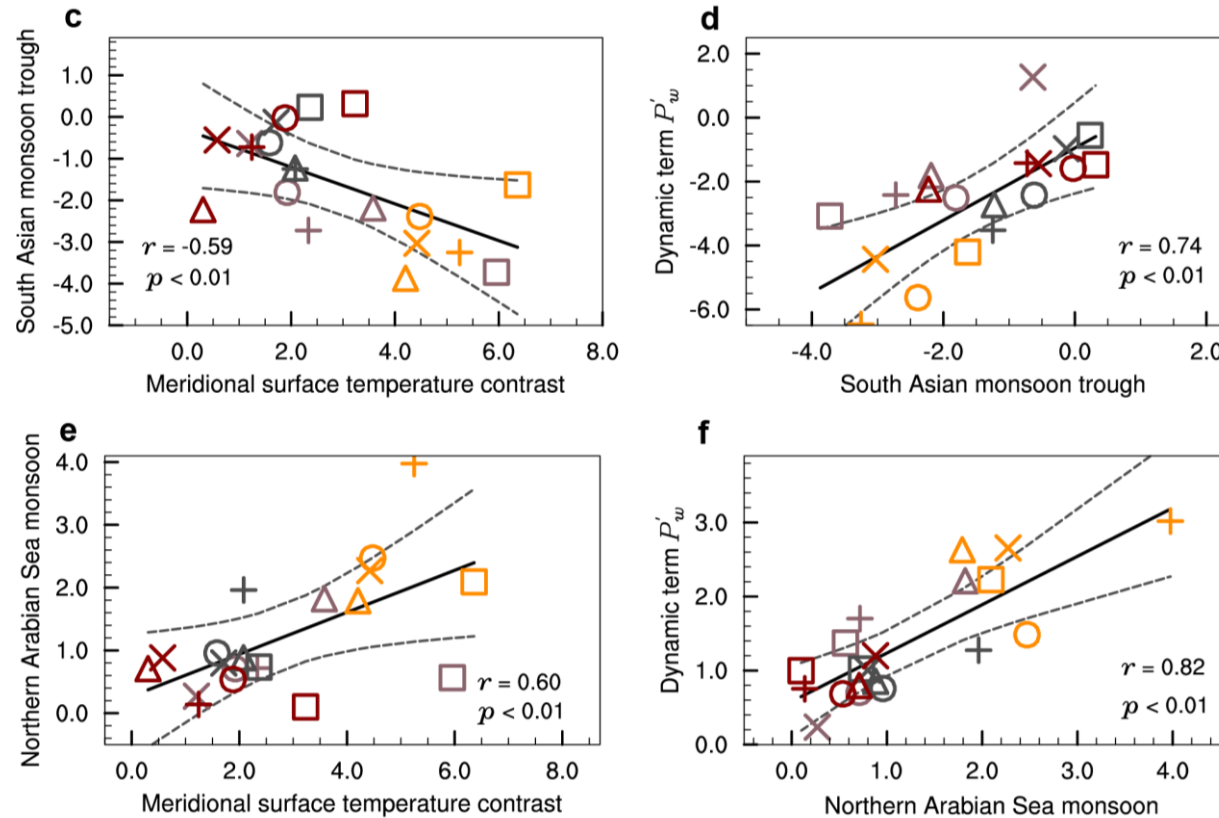 c
South Asian monsoon trough
1.0
0.0
-1.0
-2.0
-3.0
-4.0
-5.0
r = -0.59
p < 0.01
0.0 2.0 4.0 6.0 8.0
Meridional surface temperature contrast
d
Dynamic term P'w
2.0
0.0
-2.0
-4.0
-6.0
r = 0.74
p < 0.01
-4.0 -2.0 0.0 2.0
South Asian monsoon trough
e
Northern Arabian Sea monsoon
4.0
3.0
2.0
1.0
0.0
r = 0.60
p < 0.01
0.0 2.0 4.0 6.0 8.0
Meridional surface temperature contrast
f
Dynamic term P'w
3.0
2.0
1.0
0.0
r = 0.82
p < 0.01
0.0 1.0 2.0 3.0 4.0
Northern Arabian Sea monsoon